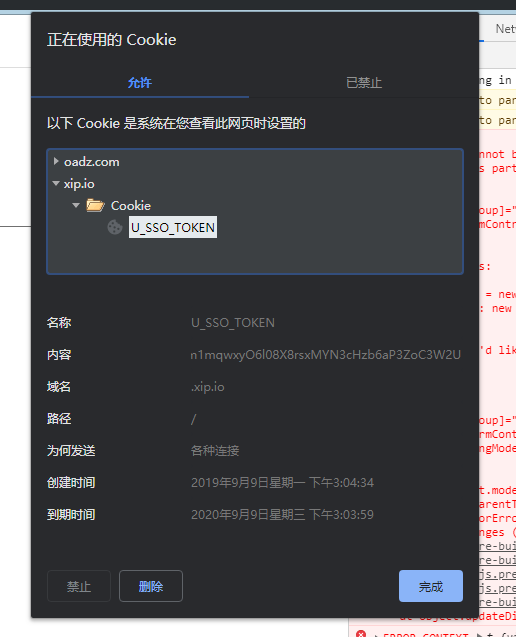 正在使用的 Cookie
允许
已禁止
以下 Cookie 是系统在您查看此网页时设置的
oadz.com
xip.io
Cookie
U_SSO_TOKEN
名称 U_SSO_TOKEN
内容 n1mqwxyO6l08X8rsxMYN3cHzb6aP3ZoC3W2U
域名 .xip.io
路径 /
为何发送 各种连接
创建时间 2019年9月9日星期一 下午3:04:34
到期时间 2020年9月9日星期三 下午3:03:59
禁止 删除 完成
Net
ng in
to par
to par
nnot b
s part
oup]="
rmContr
s:
= new
: new
'd lik
oup]="
rmCont
ngMode
t.mode
arentT
orErro
nges (
re-bui
re-bui
js.pre
js.pre
re-bui
at Object.updateDi
ERROR CONTEXT